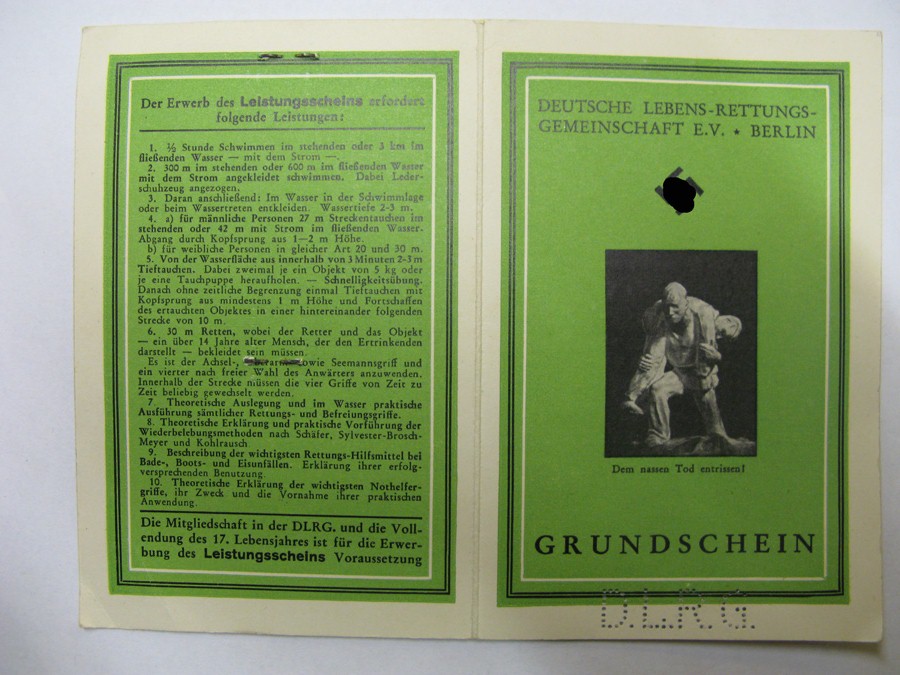 Der Erwerb des Leistungsscheins erfordert
folgende Leistungen:
1. ½ Stunde Schwimmen im stehenden oder 3 km im
fließenden Wasser — mit dem Strom —.
2. 300 m im stehenden oder 600 m im fließenden Wasser
mit dem Strom angekleidet schwimmen. Dabei Leder-
schuhzeug angezogen.
3. Daran anschließend: Im Wasser in der Schwimmlage
oder beim Wassertreten entkleiden. Wassertiefe 2-3 m.
4. a) für männliche Personen 27 m Streckentauchen im
stehenden oder 42 m mit Strom im fließenden Wasser.
Abgang durch Kopfsprung aus 1—2 m Höhe.
b) für weibliche Personen in gleicher Art 20 und 30 m.
5. Von der Wasserfläche aus innerhalb von 3 Minuten 2-3 m
Tieftauchen. Dabei zweimal je ein Objekt von 5 kg oder
je eine Tauchpuppe heraufholen. — Schnelligkeitsübung.
Danach ohne zeitliche Begrenzung einmal Tieftauchen mit
Kopfsprung aus mindestens 1 m Höhe und Fortschaffen
des ertauchten Objektes in einer hintereinander folgenden
Strecke von 10 m.
6. 30 m Retten, wobei der Retter und das Objekt
— ein über 14 Jahre alter Mensch, der den Ertrinkenden
darstellt — bekleidet sein müssen.
Es ist der Achsel-, sowie Seemannsgriff und
ein vierter nach freier Wahl des Anwärters anzuwenden.
Innerhalb der Strecke müssen die vier Griffe von Zeit zu
Zeit beliebig gewechselt werden.
7. Theoretische Auslegung und im Wasser praktische
Ausführung sämtlicher Rettungs- und Befreiungsgriffe.
8. Theoretische Erklärung und praktische Vorführung der
Wiederbelebungsmethoden nach Schäfer, Sylvester-Brosch-
Meyer und Kohlrausch
9. Beschreibung der wichtigsten Rettungs-Hilfsmittel bei
Bade-, Boots- und Eisunfällen. Erklärung ihrer erfolg-
versprechenden Benutzung.
10. Theoretische Erklärung der wichtigsten Nothelfer-
griffe, ihr Zweck und die Vornahme ihrer praktischen
Anwendung.
Die Mitgliedschaft in der DLRG. und die Voll-
endung des 17. Lebensjahres ist für die Erwer-
bung des Leistungsscheins Voraussetzung
DEUTSCHE LEBENS-RETTUNGS-
GEMEINSCHAFT E.V. ★ BERLIN
Dem nassen Tod entrissen!
GRUNDSCHEIN
D.L.R.G.